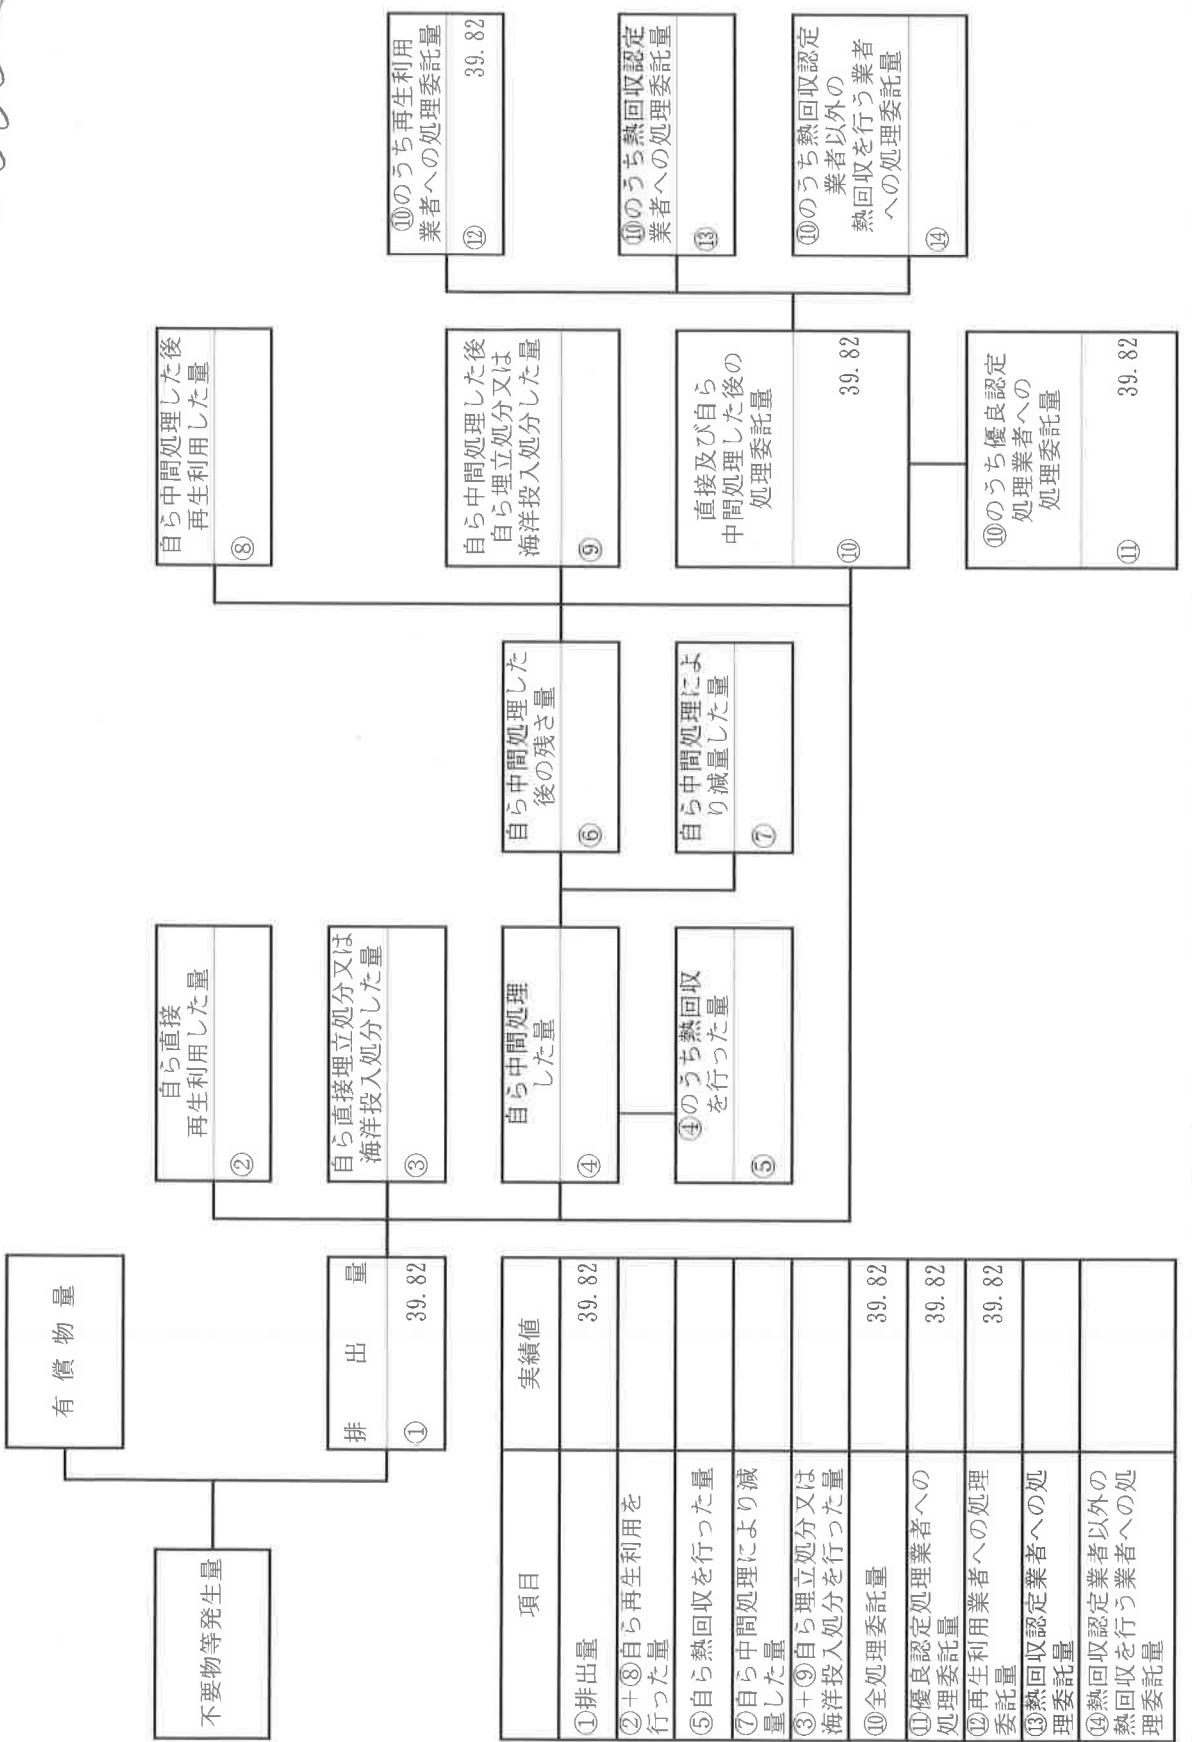 有 償 物 量
不要物等発生量
排 出 量
① 39.82
自ら直接
再生利用した量
②
自ら直接埋立処分又は
海洋投入処分した量
③
自ら中間処理
した量
④
④のうち熱回収
を行った量
⑤
自ら中間処理した
後の残さ量
⑥
自ら中間処理によ
り減量した量
⑦
自ら中間処理した後
再生利用した量
⑧
自ら中間処理した後
自ら埋立処分又は
海洋投入処分した量
⑨
直接及び自ら
中間処理した後の
処理委託量
⑩ 39.82
⑩のうち優良認定
処理業者への
処理委託量
⑪ 39.82
⑩のうち再生利用
業者への処理委託量
⑫ 39.82
⑩のうち熱回収認定
業者への処理委託量
⑬
⑩のうち熱回収認定
業者以外の
熱回収を行う業者
への処理委託量
⑭
項目 実績値
①排出量 39.82
②+⑧自ら再生利用を
行った量
⑤自ら熱回収を行った量
⑦自ら中間処理により減
量した量
③+⑨自ら埋立処分又は
海洋投入処分を行った量
⑩全処理委託量 39.82
⑪優良認定処理業者への
処理委託量 39.82
⑫再生利用業者への処理
委託量 39.82
⑬熱回収認定業者への処
理委託量
⑭熱回収認定業者以外の
熱回収を行う業者への処
理委託量